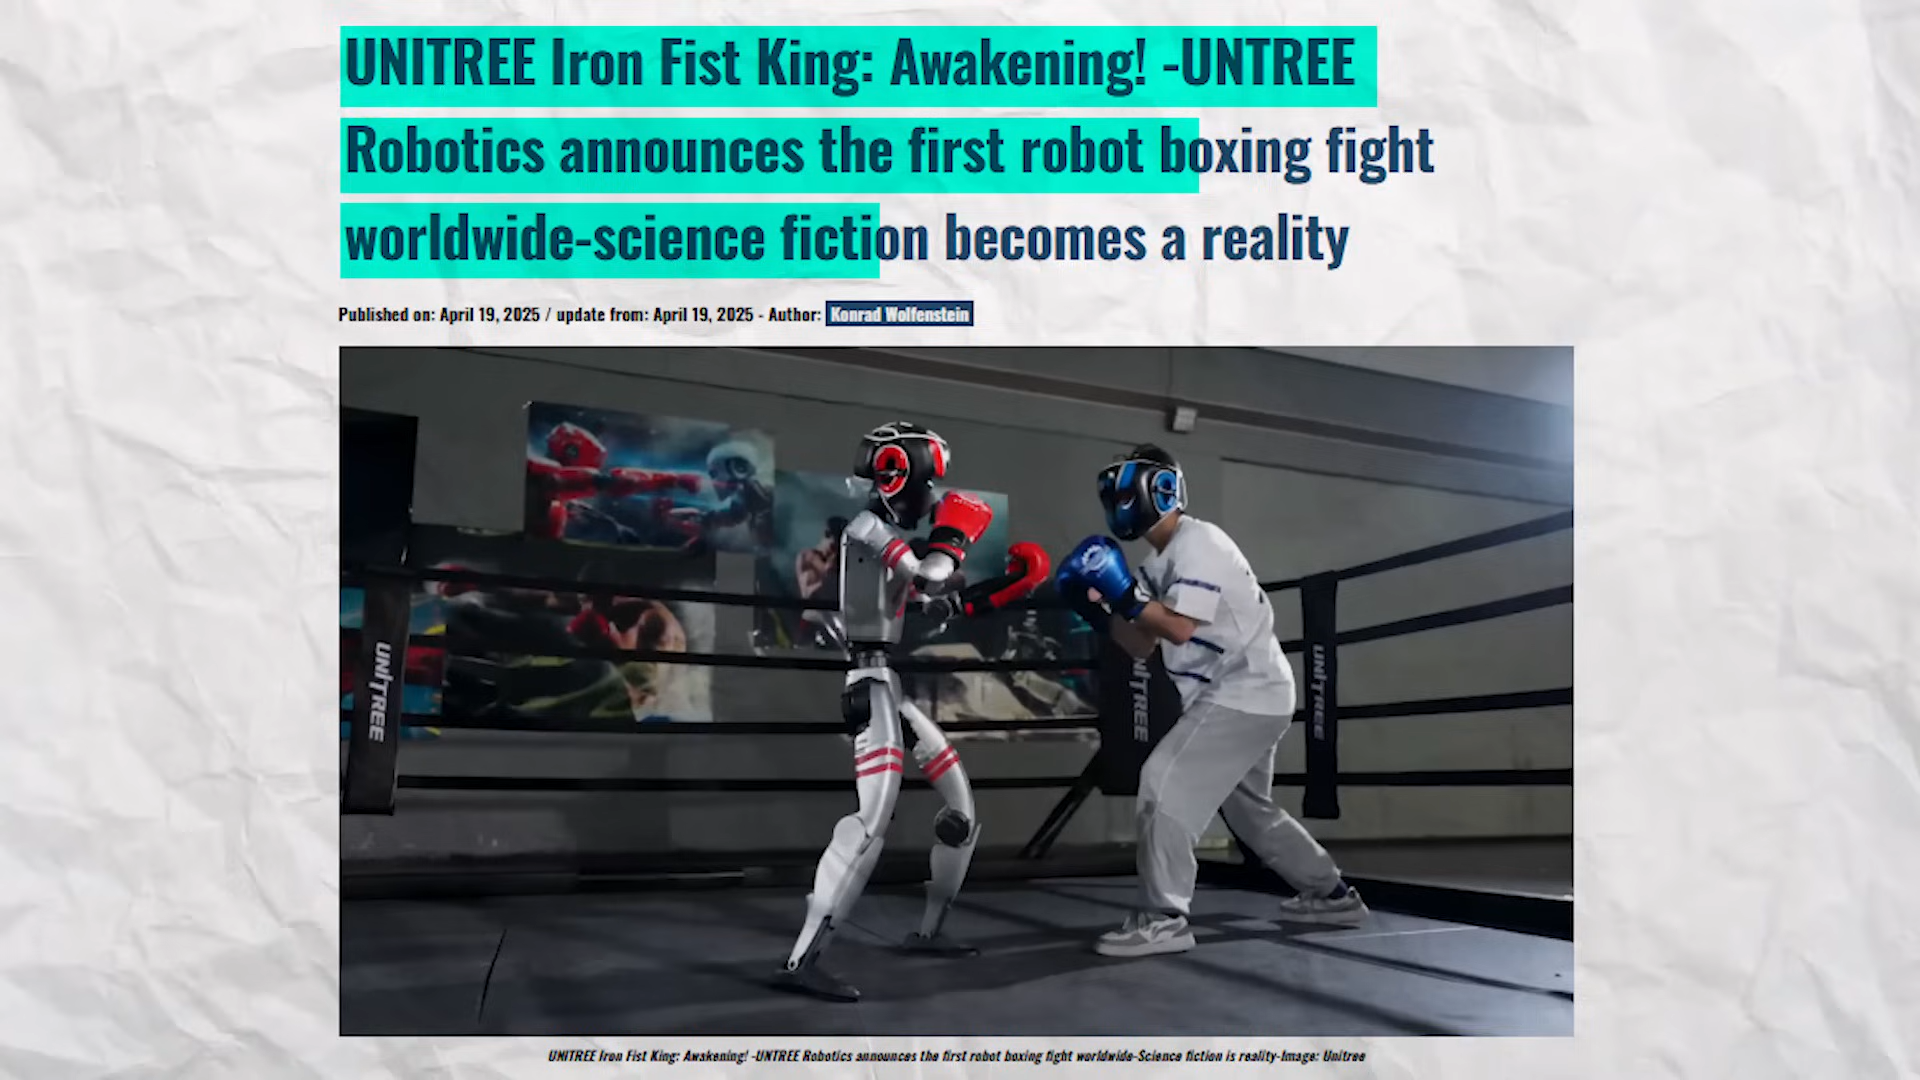 UNITREE Iron Fist King: Awakening! -UNTREE
Robotics announces the first robot boxing fight
worldwide-science fiction becomes a reality
Published on: April 19, 2025 / update from: April 19, 2025 - Author: Konrad Wolfenstein
UNITREE
UNITREE
UNITREE
UNITREE Iron Fist King: Awakening! -UNTREE Robotics announces the first robot boxing fight worldwide-Science fiction is reality-Image: Unitree